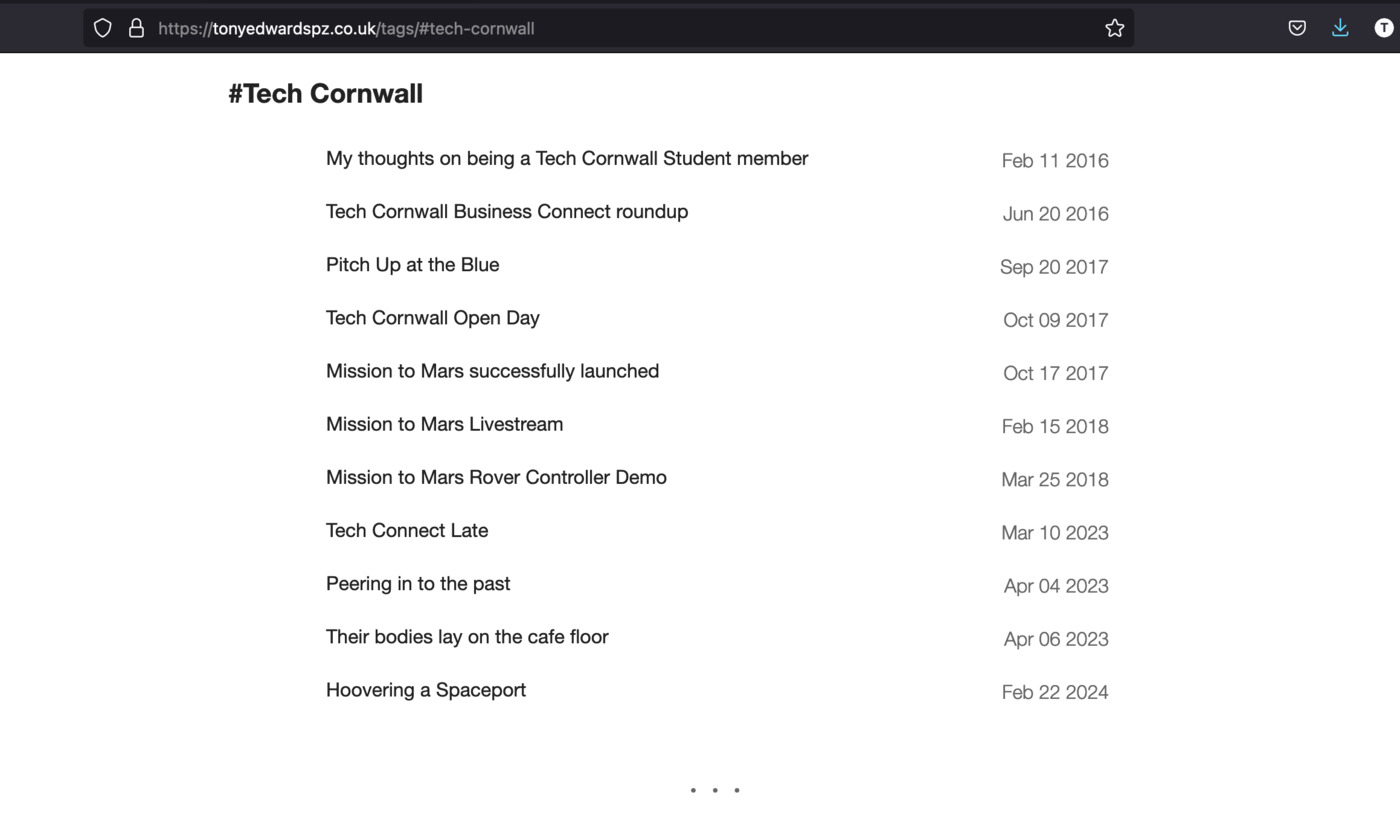 https://tonyedwardspz.co.uk/tags/#tech-cornwall
T
#Tech Cornwall
My thoughts on being a Tech Cornwall Student member Feb 11 2016
Tech Cornwall Business Connect roundup Jun 20 2016
Pitch Up at the Blue Sep 20 2017
Tech Cornwall Open Day Oct 09 2017
Mission to Mars successfully launched Oct 17 2017
Mission to Mars Livestream Feb 15 2018
Mission to Mars Rover Controller Demo Mar 25 2018
Tech Connect Late Mar 10 2023
Peering in to the past Apr 04 2023
Their bodies lay on the cafe floor Apr 06 2023
Hoovering a Spaceport Feb 22 2024
. . .